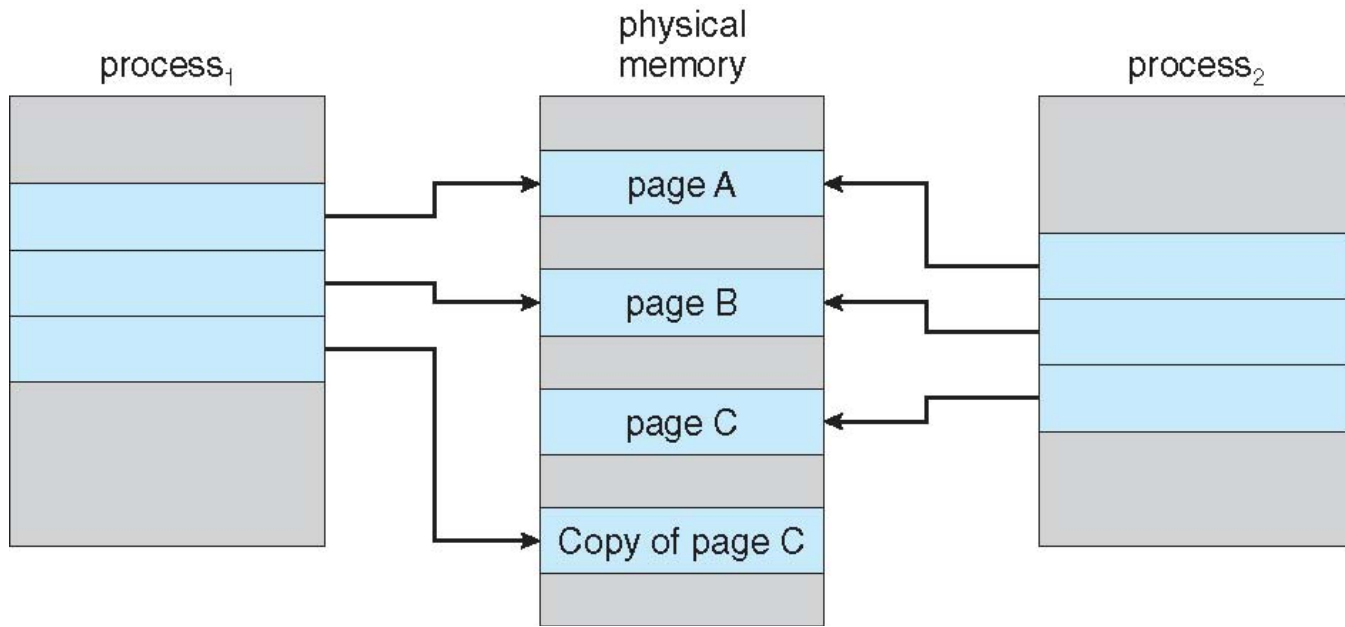 physical
memory
process₁
process₂
page A
page B
page C
Copy of page C